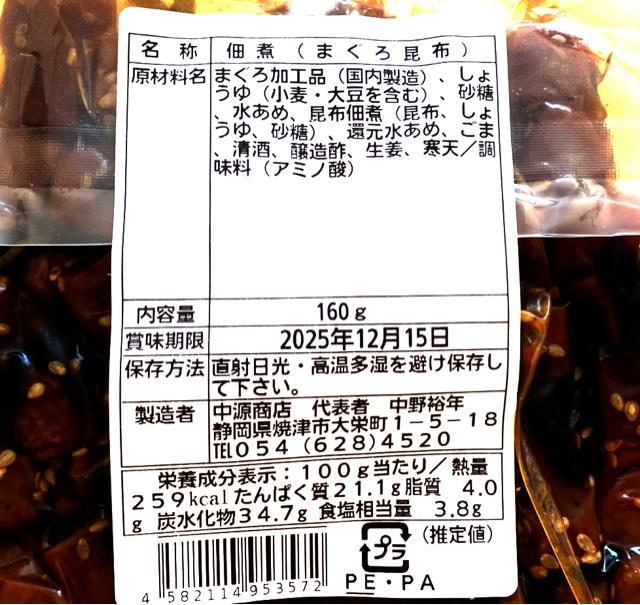 名称 佃煮（まぐろ昆布）
原材料名 まぐろ加工品（国内製造）、しょ
うゆ（小麦・大豆を含む）、砂糖
、水あめ、昆布佃煮（昆布、しょ
うゆ、砂糖）、還元水あめ、ごま
、清酒、醸造酢、生姜、寒天／調
味料（アミノ酸）
内容量 160g
賞味期限 2025年12月15日
保存方法 直射日光・高温多湿を避け保存し
て下さい。
製造者 中源商店 代表者 中野裕年
静岡県焼津市大栄町1－5－18
TEL054（628）4520
栄養成分表示：100g当たり／熱量
259kcalたんぱく質21.1g脂質 4.0
g 炭水化物34.7g 食塩相当量 3.8g
（推定値）
プラ
PE・PA
4 582114 953572